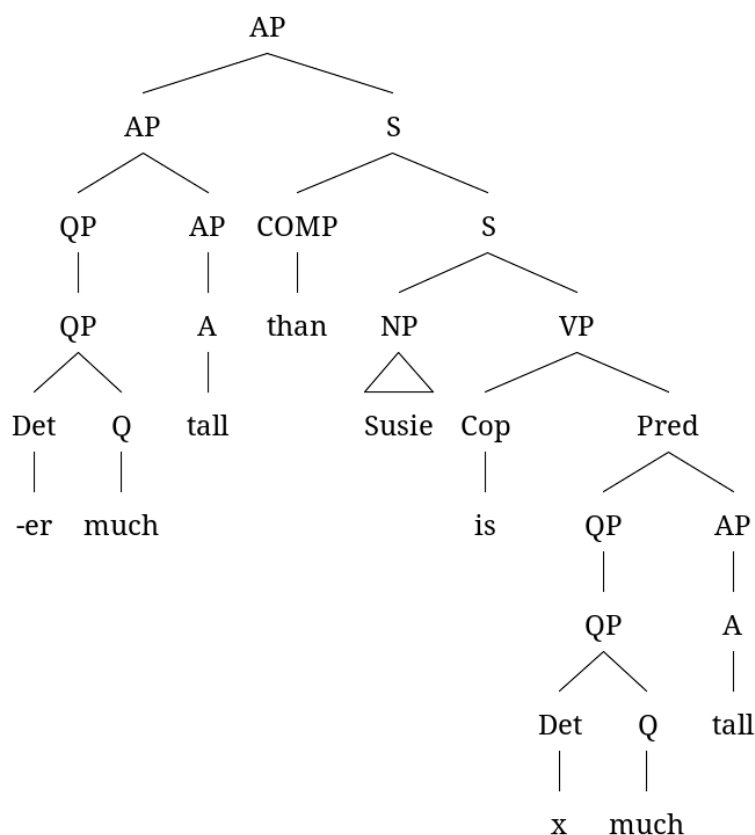 AP
AP S
QP AP COMP S
QP A than NP VP
Det Q tall Susie Cop Pred
-er much is QP AP
QP A
Det Q tall
x much